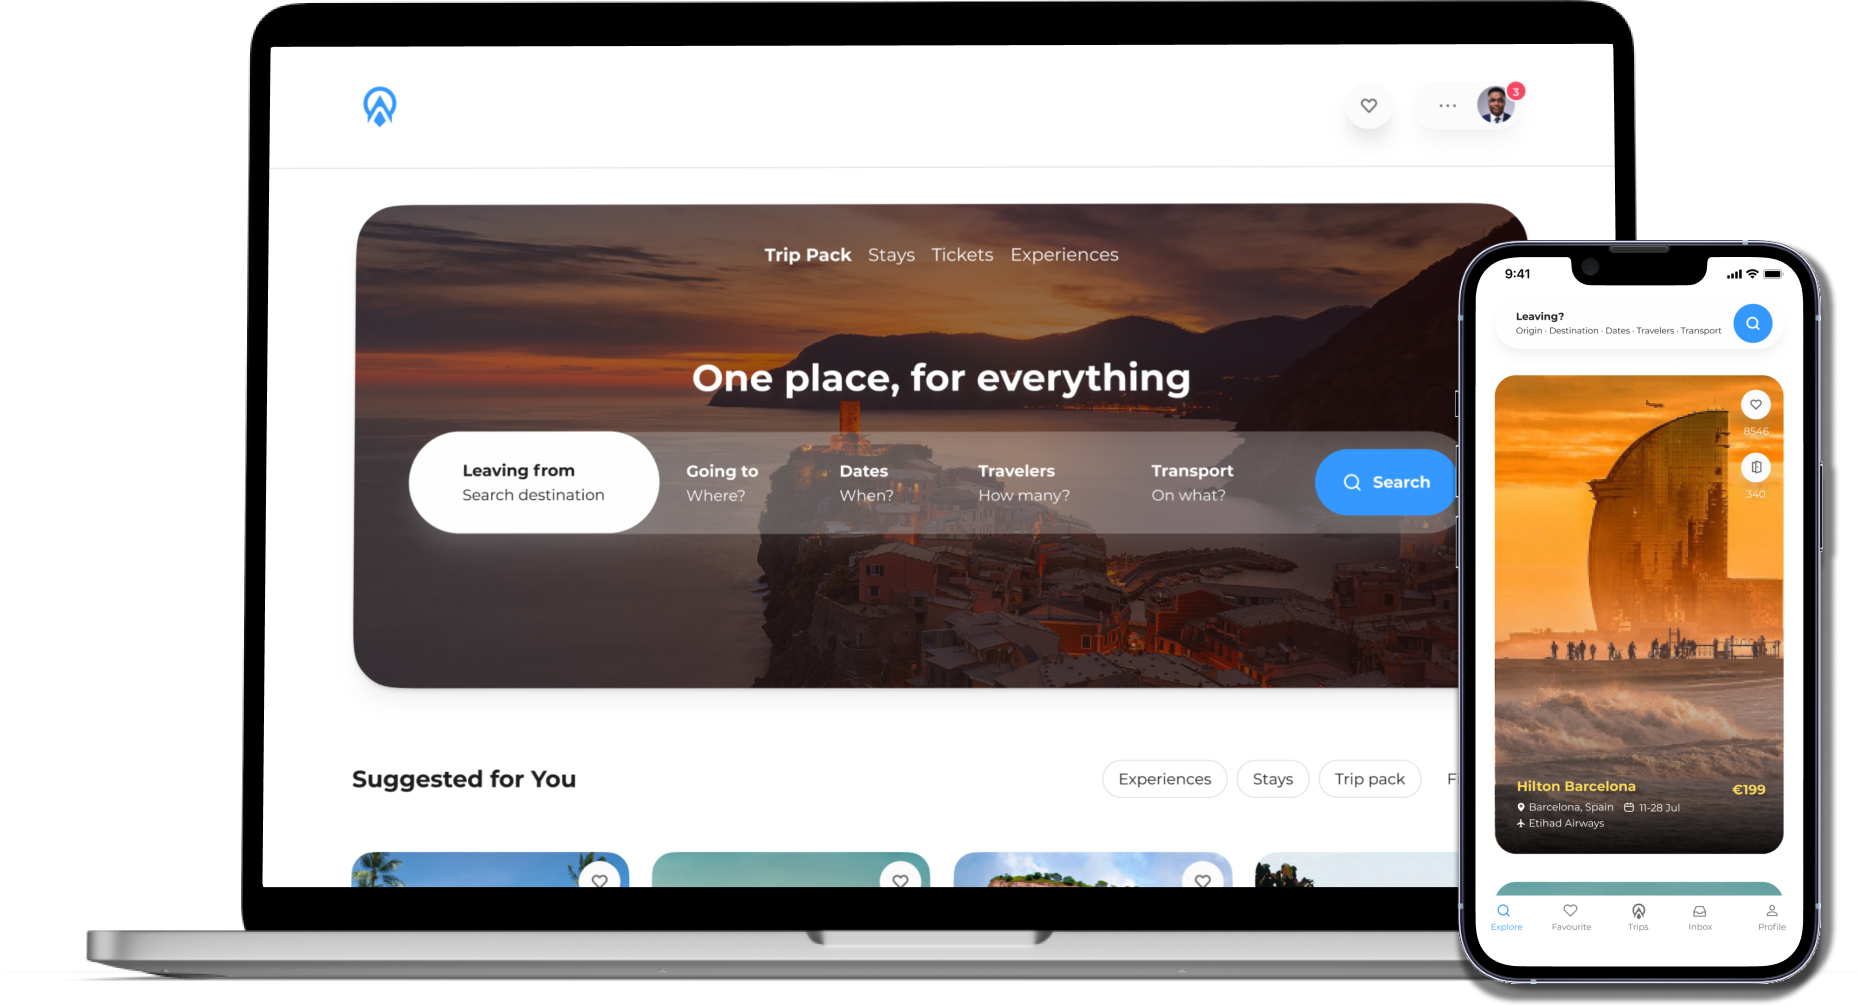 3
Trip Pack Stays Tickets Experiences
One place, for everything
Leaving from Going to Dates Travelers Transport
Search destination Where? When? How many? On what?
Search
Suggested for You
Experiences Stays Trip pack F
9:41
Leaving?
Origin · Destination · Dates · Travelers · Transport
8546
340
Hilton Barcelona
€199
Barcelona, Spain 11-28 Jul
Etihad Airways
Explore Favourite Trips Inbox Profile